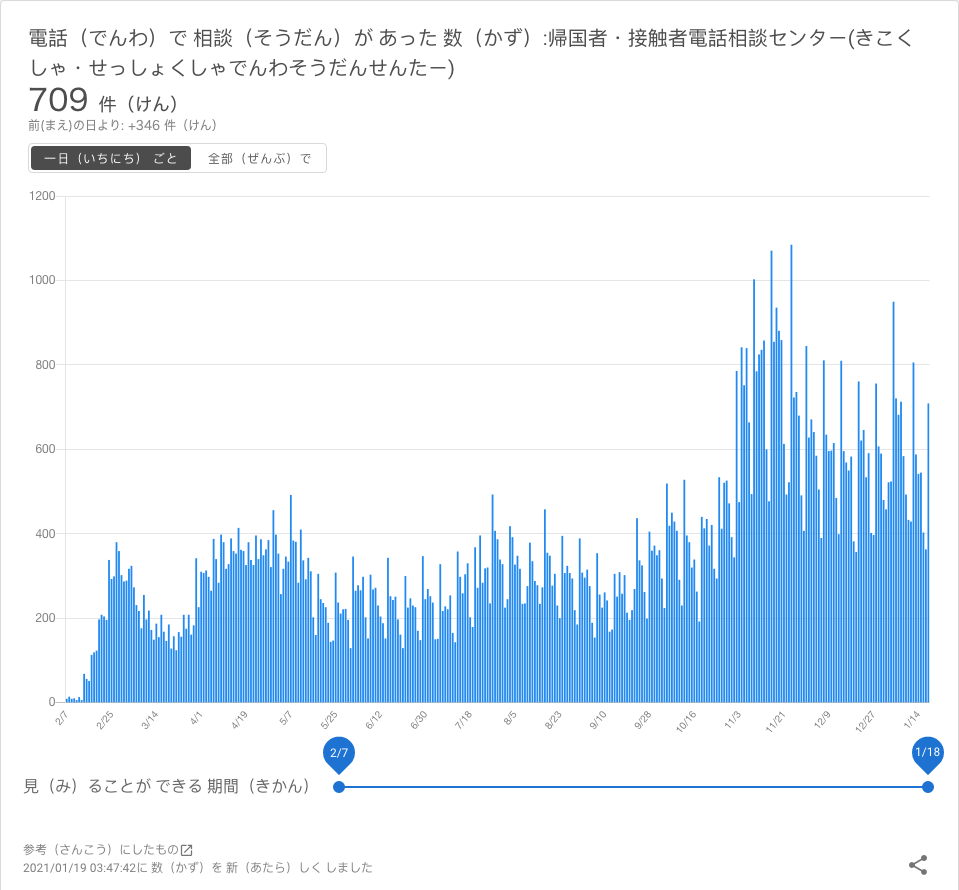 電話（でんわ）で 相談（そうだん）が あった 数（かず）:帰国者・接触者電話相談センター(きこく
しゃ・せっしょくしゃでんわそうだんせんたー)
709 件（けん）
前(まえ)の日より: +346 件（けん）
一日（いちにち） ごと 全部（ぜんぶ）で
1200
1000
800
600
400
200
0
2/7 2/25 3/14 4/1 4/19 5/7 5/25 6/12 6/30 7/18 8/5 8/23 9/10 9/28 10/16 11/3 11/21 12/9 12/27 1/14
2/7 1/18
見（み）ることが できる 期間（きかん）
参考（さんこう）にしたもの
2021/01/19 03:47:42に 数（かず）を 新（あたら）しく しました